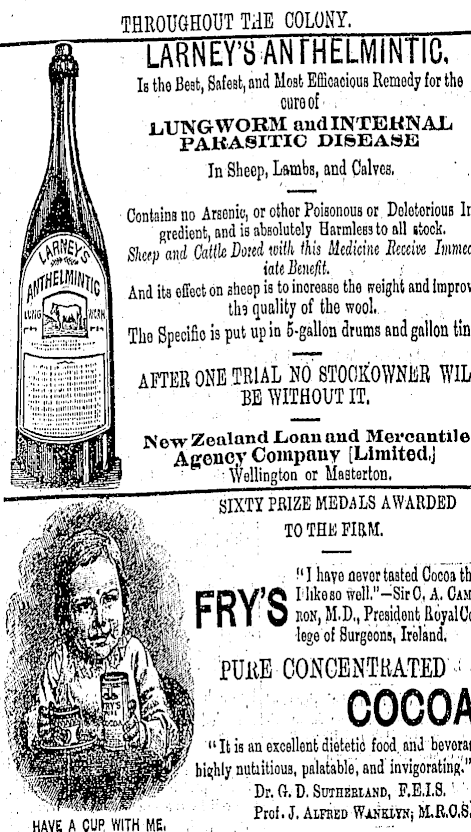 THROUGHOUT THE COLONY.
LARNEY'S ANTHELMINTIC.
Is the Best, Safest, and Most Efficacious Remedy for the
cure of
LUNGWORM and INTERNAL
PARASITIC DISEASE
In Sheep, Lambs, and Calves.
Contains no Arsenic, or other Poisonous or Deleterious In
gredient, and is absolutely Harmless to all stock.
Sheep and Cattle Dosed with this Medicine Receive Immed
iate Benefit.
And its effect on sheep is to increase the weight and improv
the quality of the wool.
The Specific is put up in 5-gallon drums and gallon tin
AFTER ONE TRIAL NO STOCKOWNER WIL
BE WITHOUT IT.
New Zealand Loan and Mercantile
Agency Company [Limited.]
Wellington or Masterton.
LARNEY'S
ANTHELMINTIC
LUNG WORM
SIXTY PRIZE MEDALS AWARDED
TO THE FIRM.
"I have never tasted Cocoa th
I like so well."—Sir C. A. CAM
RON, M.D., President Royal Co
lege of Surgeons, Ireland.
FRY'S
PURE CONCENTRATED
COCOA
"It is an excellent dietetic food and bevera
highly nutuitious, palatable, and invigorating."
Dr. G. D. SUTHERLAND, F.E.I.S.
Prof. J. ALFRED WANKLYN; M.R.C.S.
FRY'S
HAVE A CUP WITH ME.